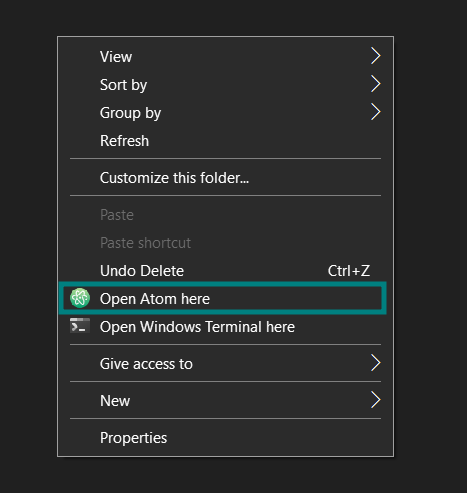 View
Sort by
Group by
Refresh
Customize this folder...
Paste
Paste shortcut
Undo Delete Ctrl+Z
Open Atom here
Open Windows Terminal here
Give access to
New
Properties